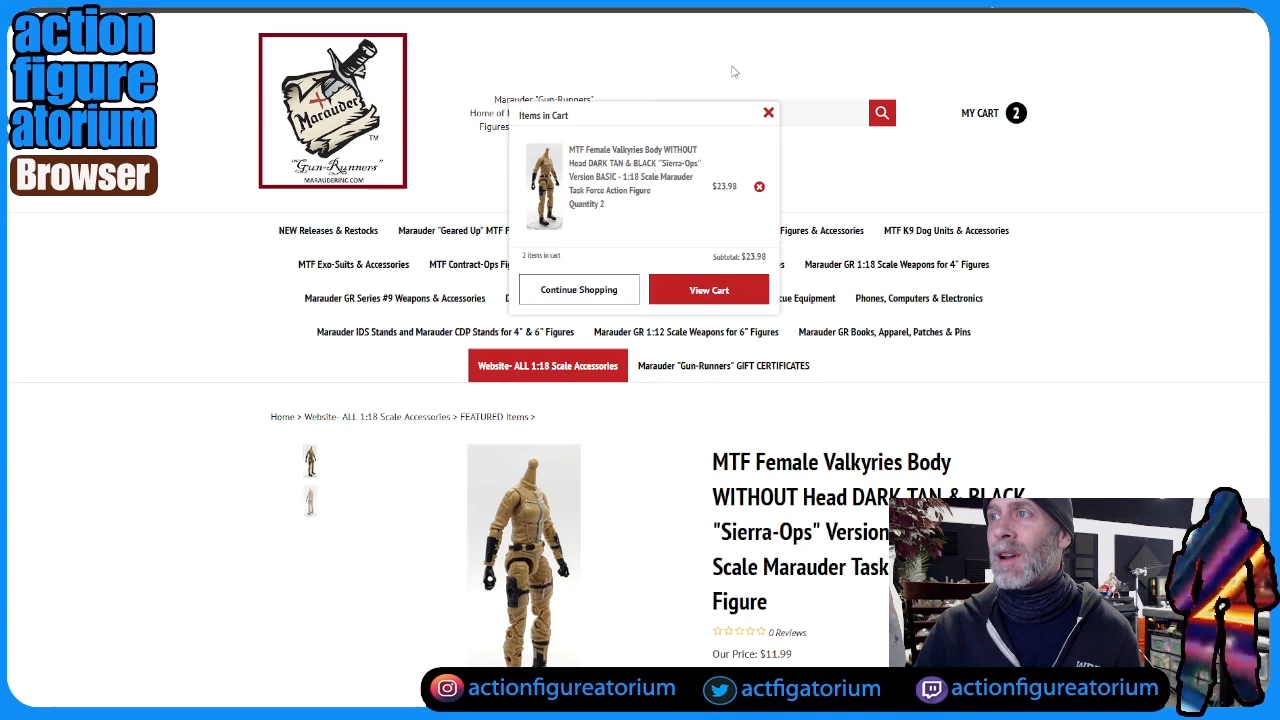 action
figure
atorium
Browser
Marauder
TM
"Gun-Runners"
MARAUDERINC.COM
Marauder "Gun-Runners"
Home of
Figures
MY CART 2
Items in Cart
MTF Female Valkyries Body WITHOUT
Head DARK TAN & BLACK "Sierra-Ops"
Version BASIC - 1:18 Scale Marauder
Task Force Action Figure
Quantity 2
$23.98
2 items in cart
Subtotal: $23.98
Continue Shopping
View Cart
NEW Releases & Restocks
Marauder "Geared Up" MTF
Figures & Accessories
MTF K9 Dog Units & Accessories
MTF Exo-Suits & Accessories
MTF Contract-Ops
Marauder GR 1:18 Scale Weapons for 4" Figures
Marauder GR Series #9 Weapons & Accessories
Equipment
Phones, Computers & Electronics
Marauder IDS Stands and Marauder CDP Stands for 4" & 6" Figures
Marauder GR 1:12 Scale Weapons for 6" Figures
Marauder GR Books, Apparel, Patches & Pins
Website- ALL 1:18 Scale Accessories
Marauder "Gun-Runners" GIFT CERTIFICATES
Home > Website- ALL 1:18 Scale Accessories > FEATURED Items >
MTF Female Valkyries Body
WITHOUT Head DARK TAN & BLACK
"Sierra-Ops" Version
Scale Marauder Task
Figure
0 Reviews
Our Price: $11.99
actionfigureatorium
actfigatorium
actionfigureatorium